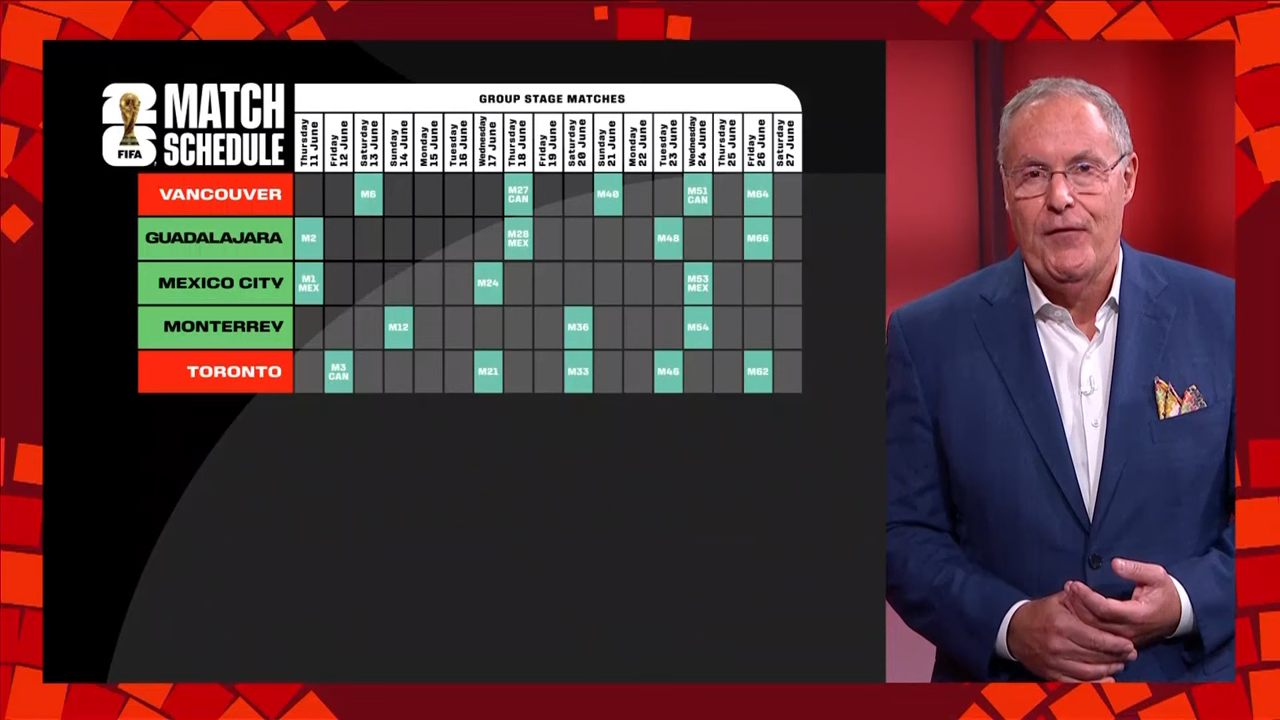 26
FIFA
MATCH
SCHEDULE
GROUP STAGE MATCHES
Thursday
11 June
Friday
12 June
Saturday
13 June
Sunday
14 June
Monday
15 June
Tuesday
16 June
Wednesday
17 June
Thursday
18 June
Friday
19 June
Saturday
20 June
Sunday
21 June
Monday
22 June
Tuesday
23 June
Wednesday
24 June
Thursday
25 June
Friday
26 June
Saturday
27 June
VANCOUVER
M6
M27
CAN
M40
M51
CAN
M64
GUADALAJARA
M2
M28
MEX
M48
M66
MEXICO CITY
M1
MEX
M24
M53
MEX
MONTERREY
M12
M36
M54
TORONTO
M3
CAN
M21
M33
M46
M62